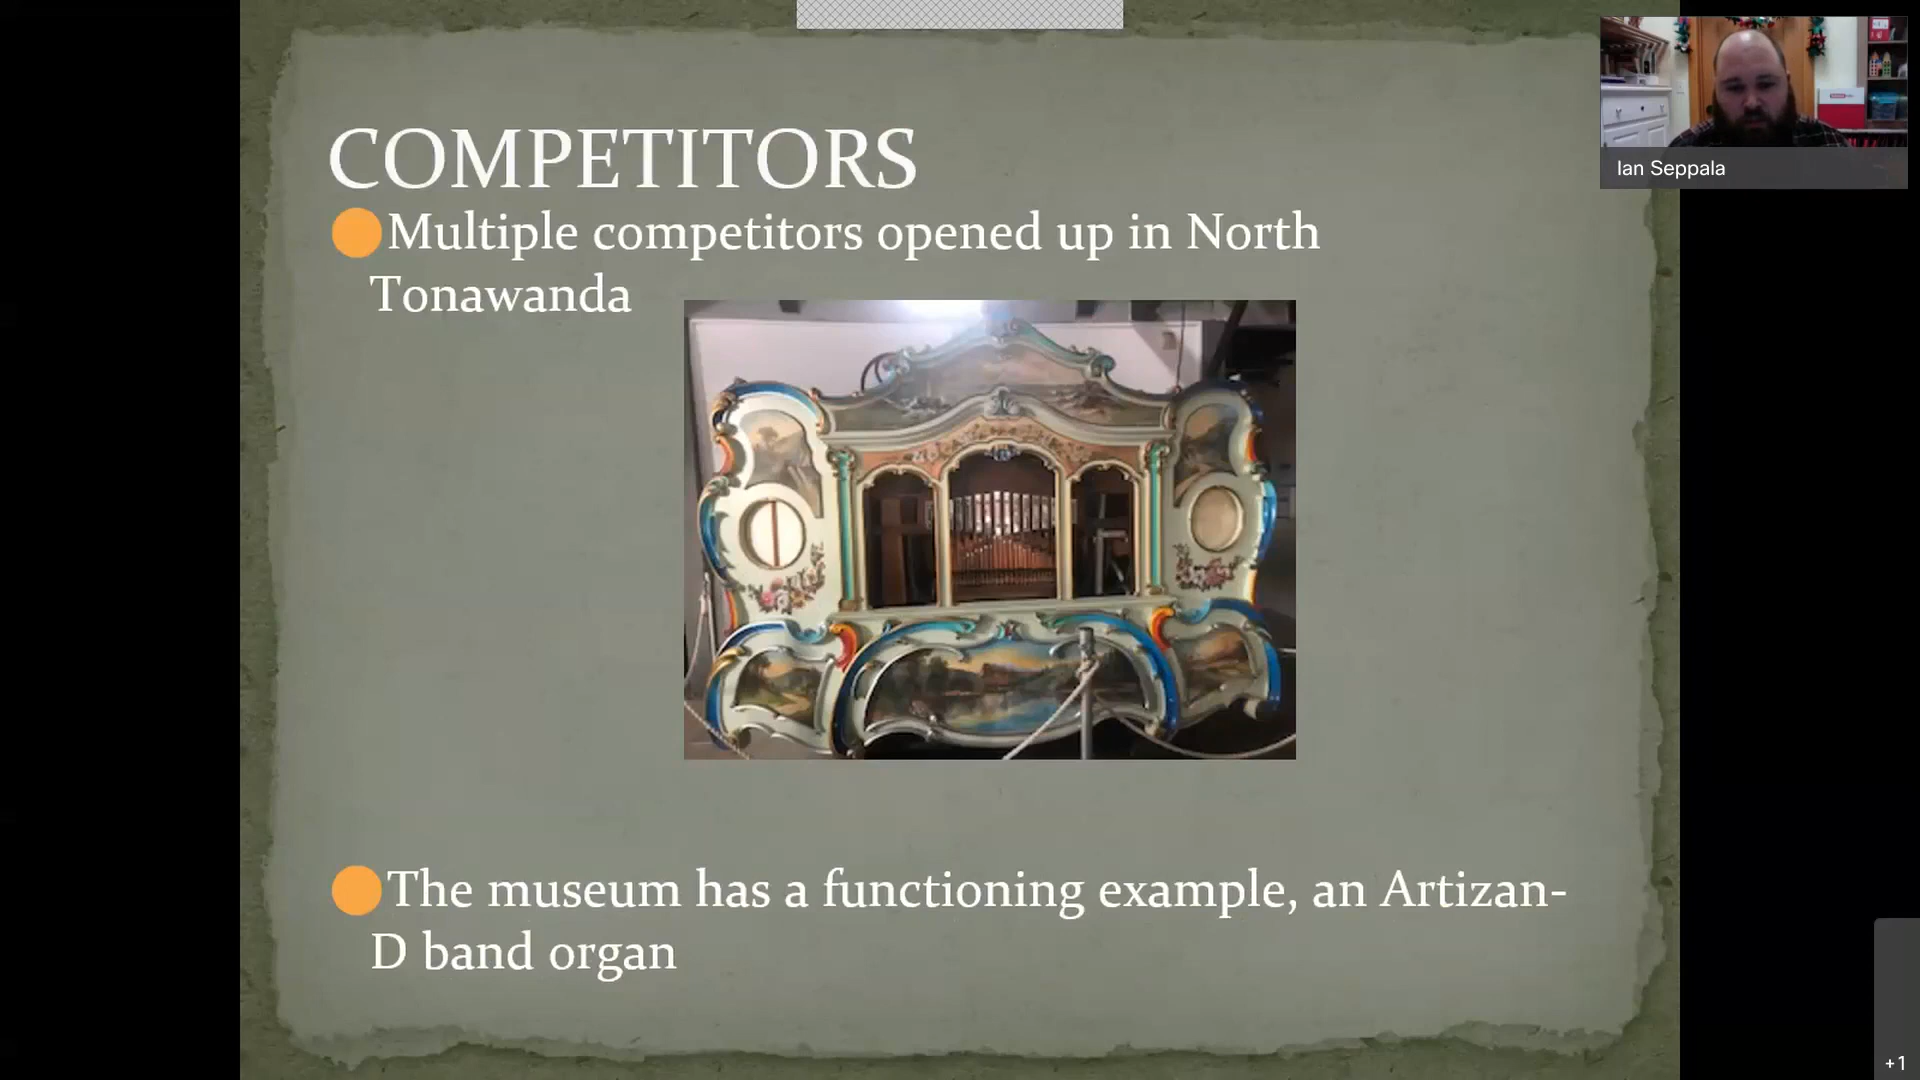 COMPETITORS
Multiple competitors opened up in North
Tonawanda
The museum has a functioning example, an Artizan-
D band organ
Ian Seppala
+1